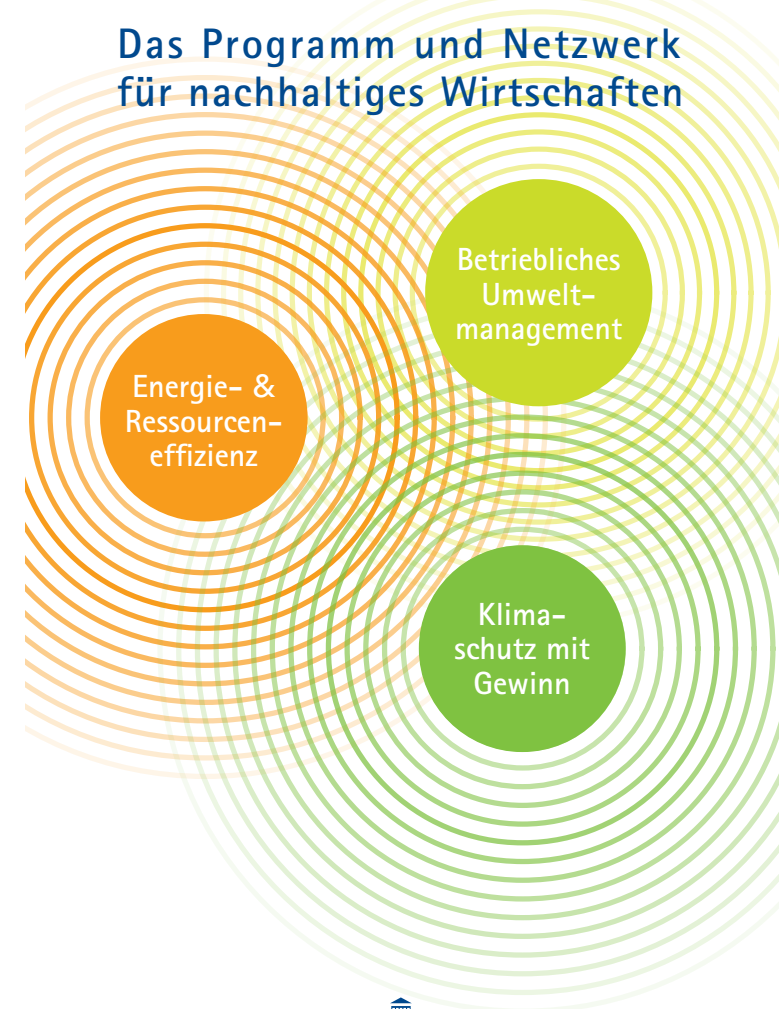 Das Programm und Netzwerk
für nachhaltiges Wirtschaften
Betriebliches
Umwelt-
management
Energie- &
Ressourcen-
effizienz
Klima-
schutz mit
Gewinn